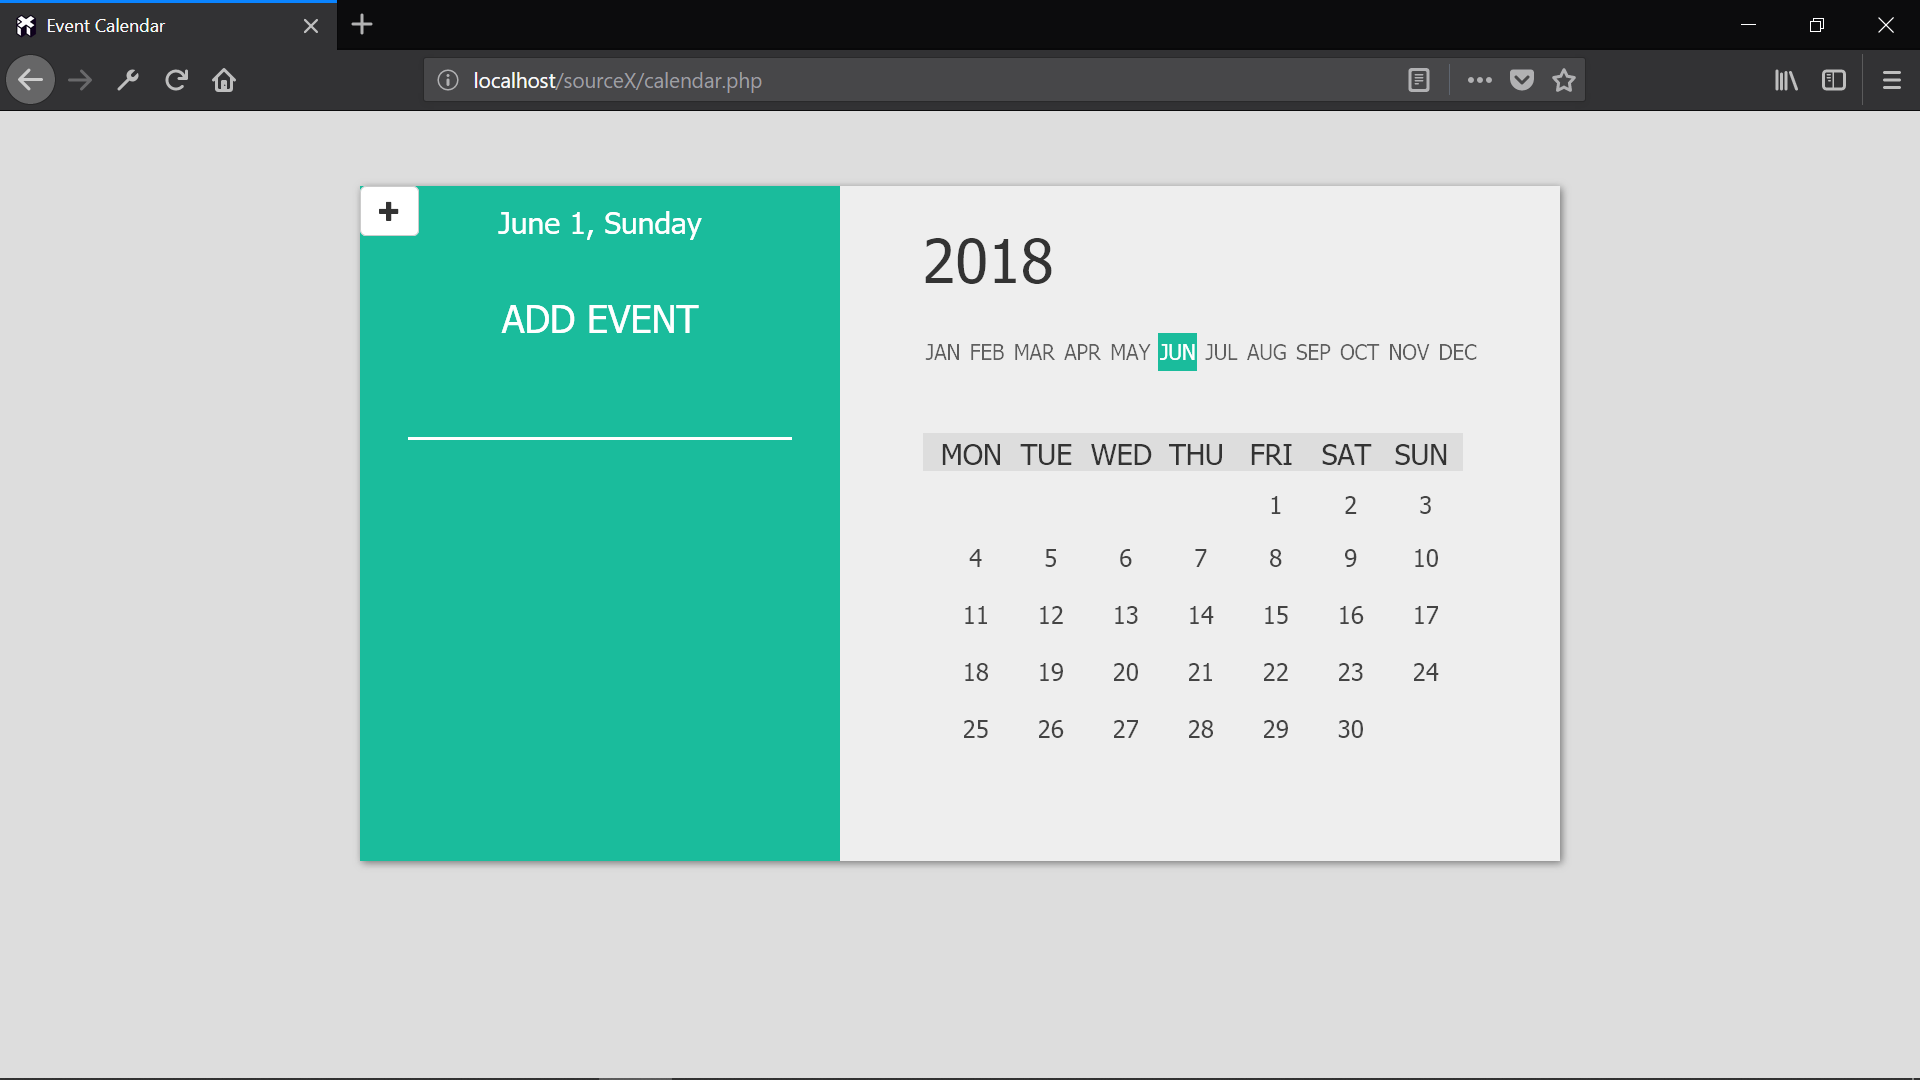 Event Calendar
localhost/sourceX/calendar.php
June 1, Sunday
ADD EVENT
2018
JAN FEB MAR APR MAY JUN JUL AUG SEP OCT NOV DEC
MON TUE WED THU FRI SAT SUN
1 2 3
4 5 6 7 8 9 10
11 12 13 14 15 16 17
18 19 20 21 22 23 24
25 26 27 28 29 30